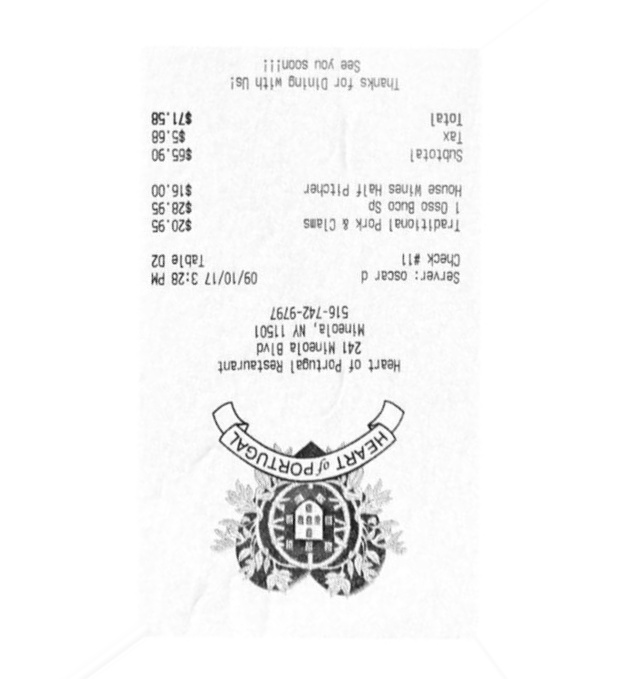 HEART of PORTUGAL
Heart of Portugal Restaurant
241 Mineola Blvd
Mineola, NY 11501
516-742-9797
Server: oscar d 09/10/17 3:28 PM
Check #11 Table D2
Traditional Pork & Clams $20.95
1 Osso Buco Sp $28.95
House Wines Half Pitcher $16.00
Subtotal $65.90
Tax $5.68
Total $71.58
Thanks for Dining with Us!
See you soon!!!